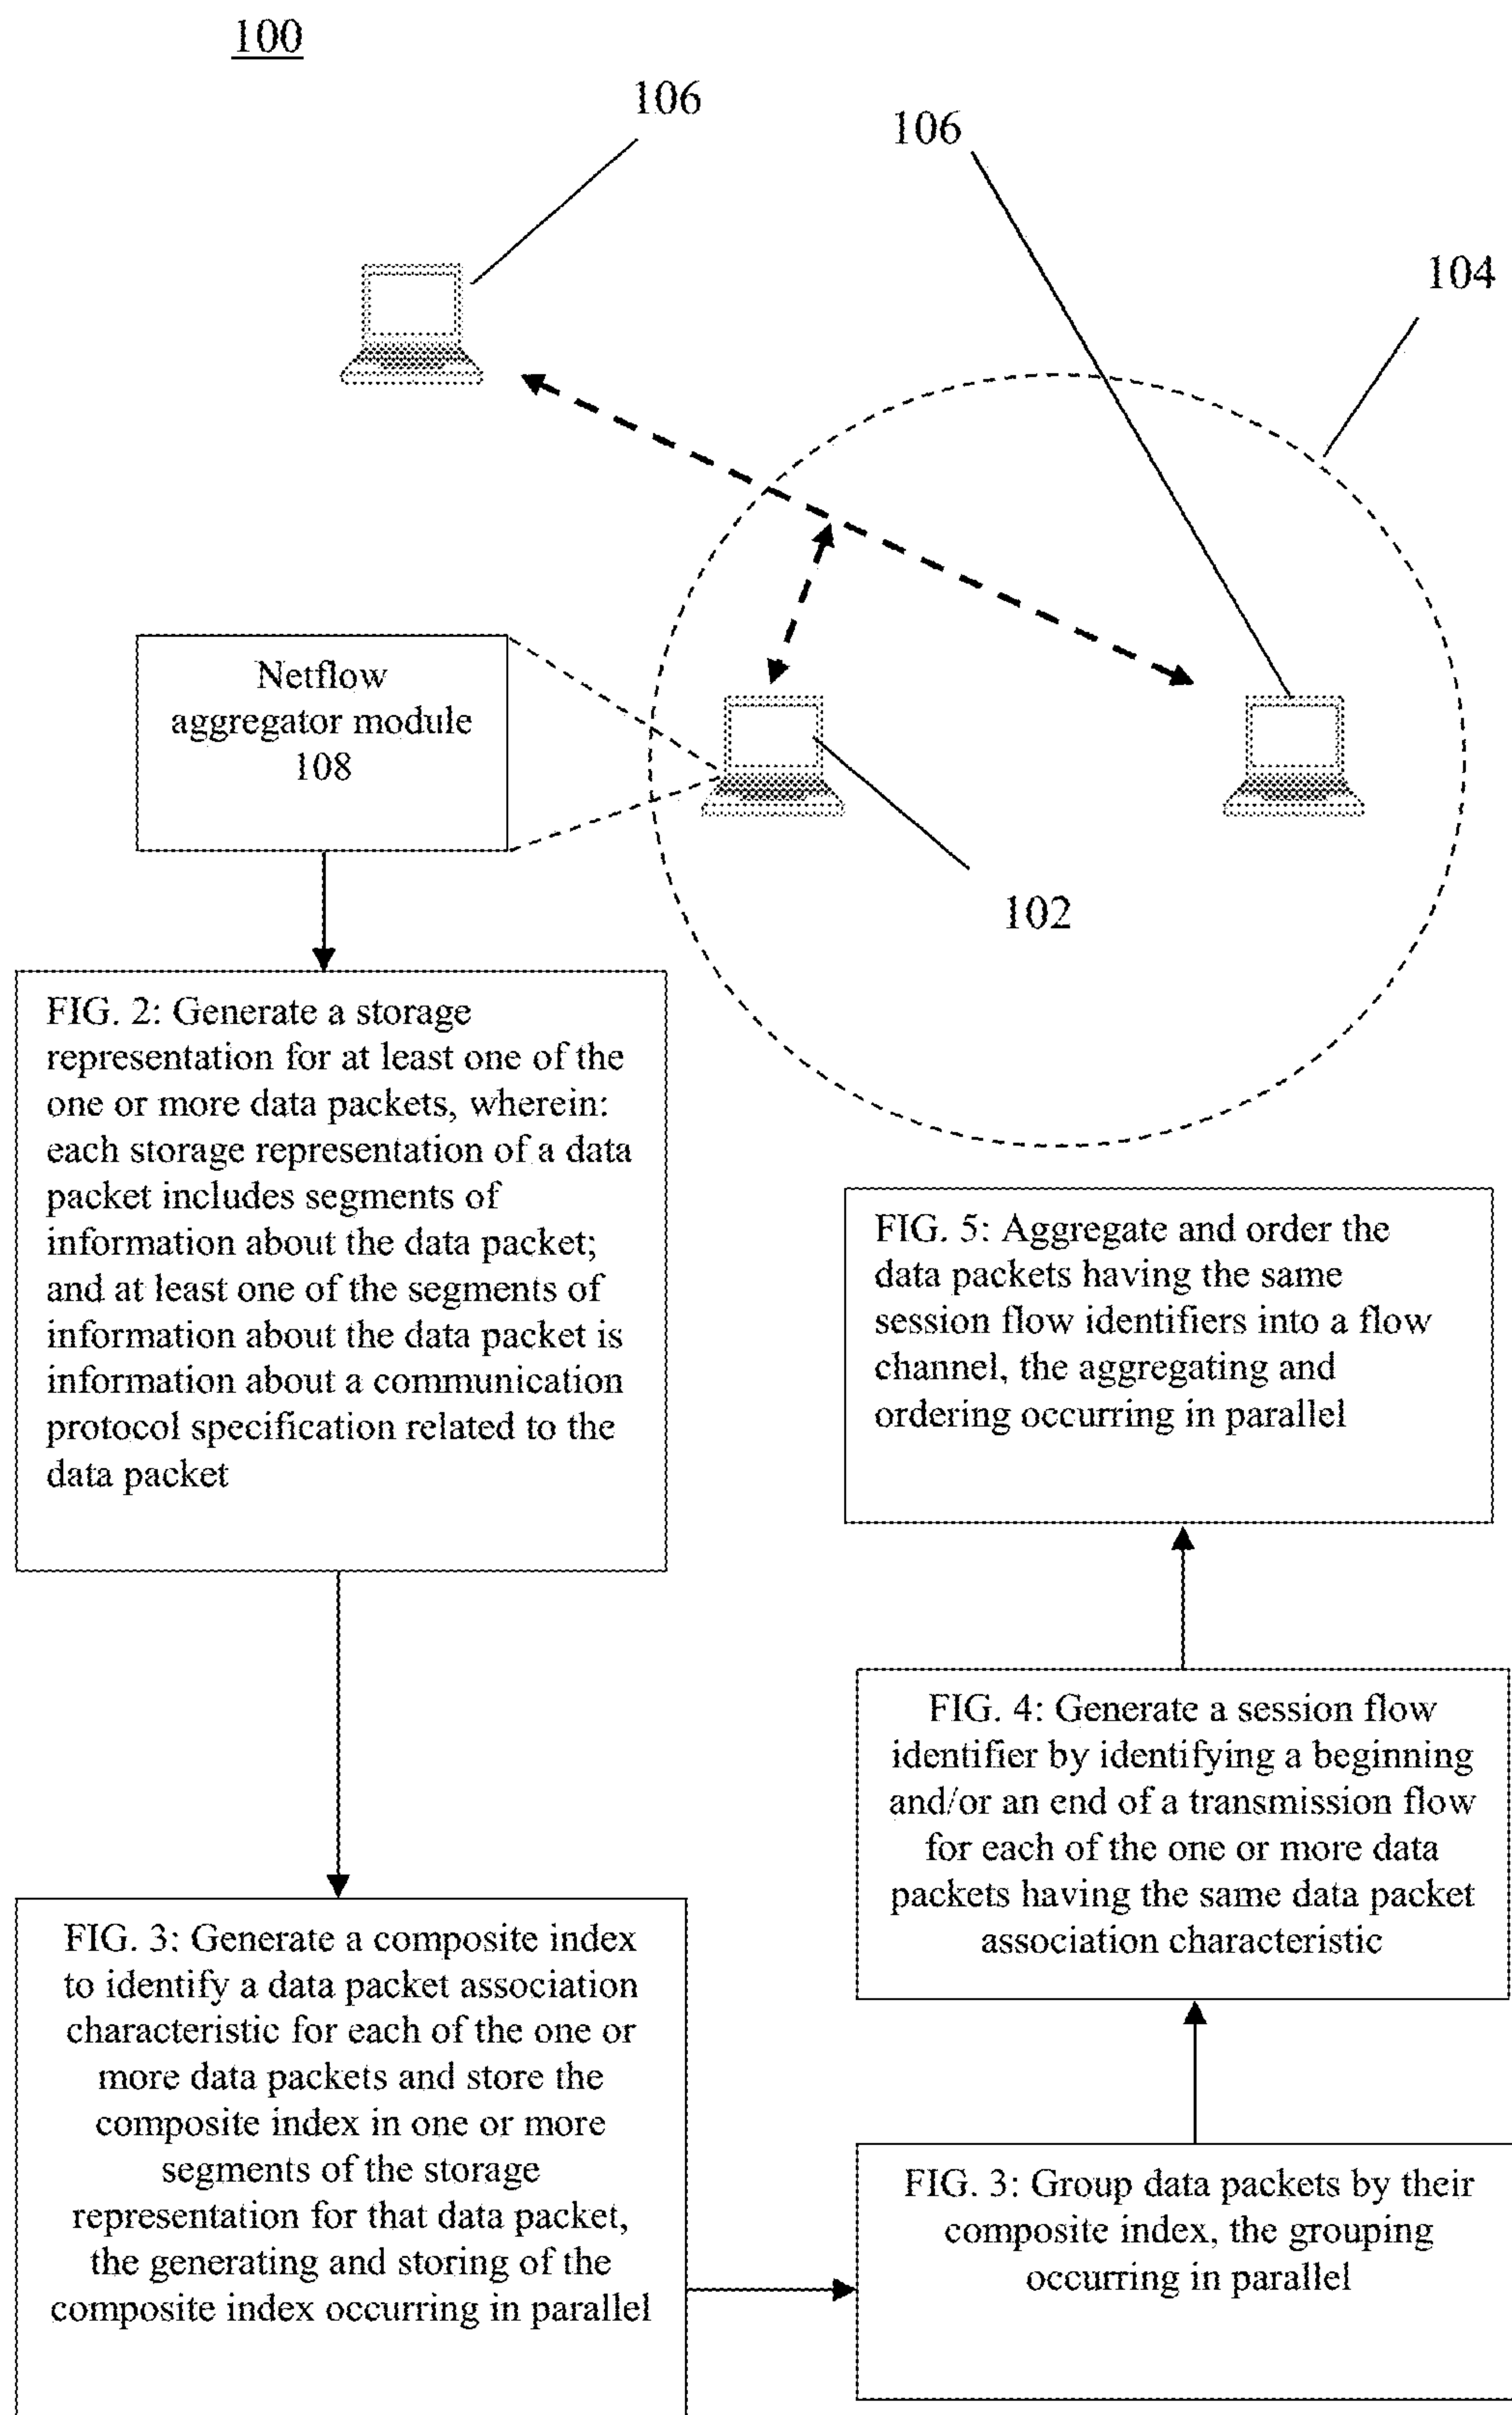 100
106
106
104
Netflow
aggregator module
108
102
FIG. 2: Generate a storage
representation for at least one of the
one or more data packets, wherein:
each storage representation of a data
packet includes segments of
information about the data packet;
and at least one of the segments of
information about the data packet is
information about a communication
protocol specification related to the
data packet
FIG. 3: Generate a composite index
to identify a data packet association
characteristic for each of the one or
more data packets and store the
composite index in one or more
segments of the storage
representation for that data packet,
the generating and storing of the
composite index occurring in parallel
FIG. 3: Group data packets by their
composite index, the grouping
occurring in parallel
FIG. 4: Generate a session flow
identifier by identifying a beginning
and/or an end of a transmission flow
for each of the one or more data
packets having the same data packet
association characteristic
FIG. 5: Aggregate and order the
data packets having the same
session flow identifiers into a flow
channel, the aggregating and
ordering occurring in parallel